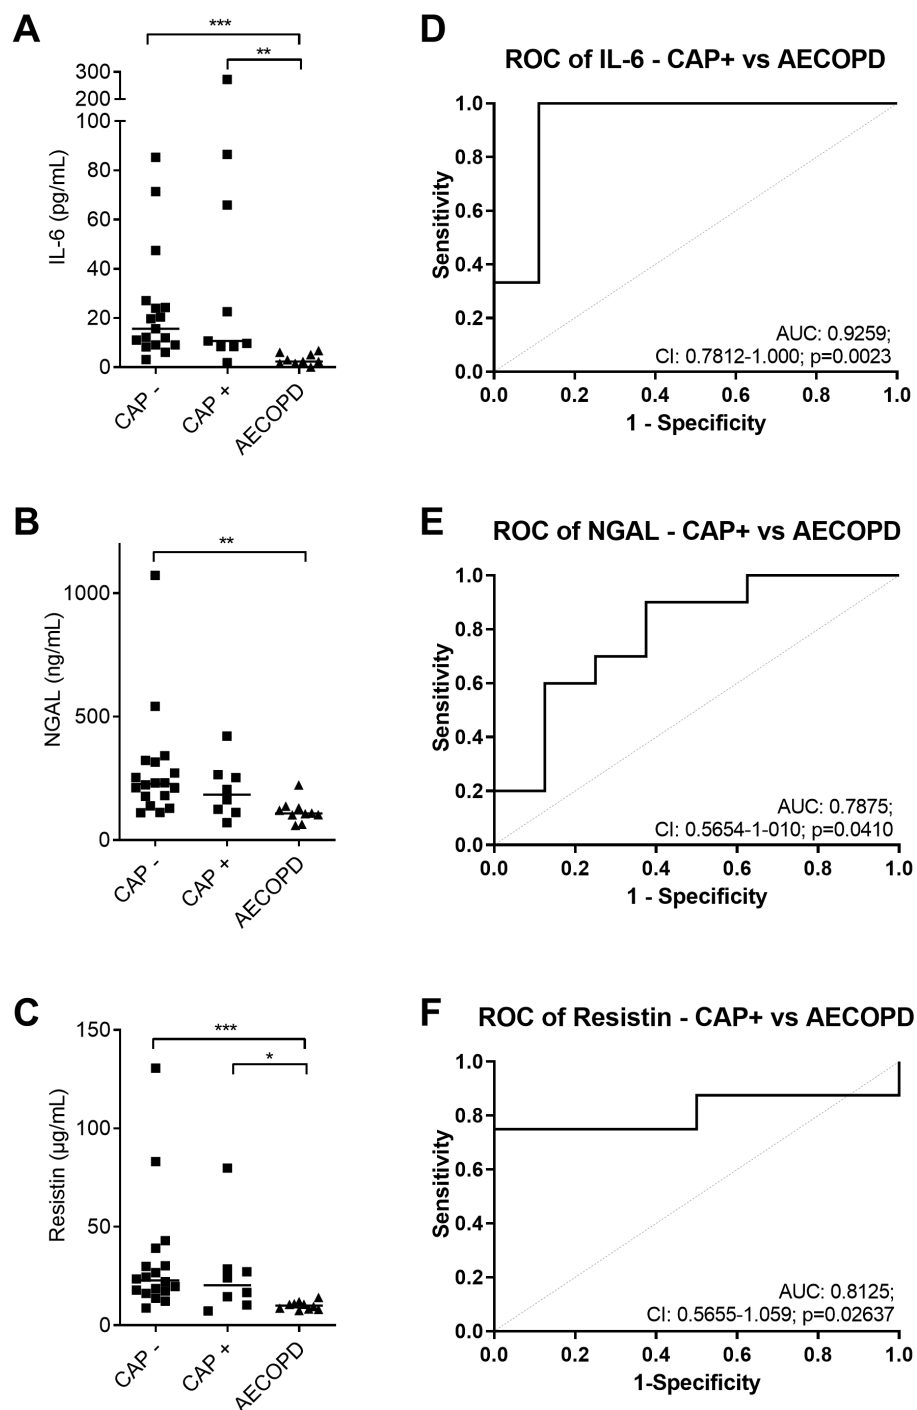 A
***
**
300
200
100
80
60
40
20
0
IL-6 (pg/mL)
CAP -
CAP +
AECOPD
D
ROC of IL-6 - CAP+ vs AECOPD
1.0
0.8
0.6
0.4
0.2
0.0
Sensitivity
AUC: 0.9259;
CI: 0.7812-1.000; p=0.0023
0.0 0.2 0.4 0.6 0.8 1.0
1 - Specificity
B
**
1000
500
0
NGAL (ng/mL)
CAP -
CAP +
AECOPD
E
ROC of NGAL - CAP+ vs AECOPD
1.0
0.8
0.6
0.4
0.2
0.0
Sensitivity
AUC: 0.7875;
CI: 0.5654-1-010; p=0.0410
0.0 0.2 0.4 0.6 0.8 1.0
1 - Specificity
C
***
*
150
100
50
0
Resistin (µg/mL)
CAP -
CAP +
AECOPD
F
ROC of Resistin - CAP+ vs AECOPD
1.0
0.8
0.6
0.4
0.2
0.0
Sensitivity
AUC: 0.8125;
CI: 0.5655-1.059; p=0.02637
0.0 0.2 0.4 0.6 0.8 1.0
1-Specificity